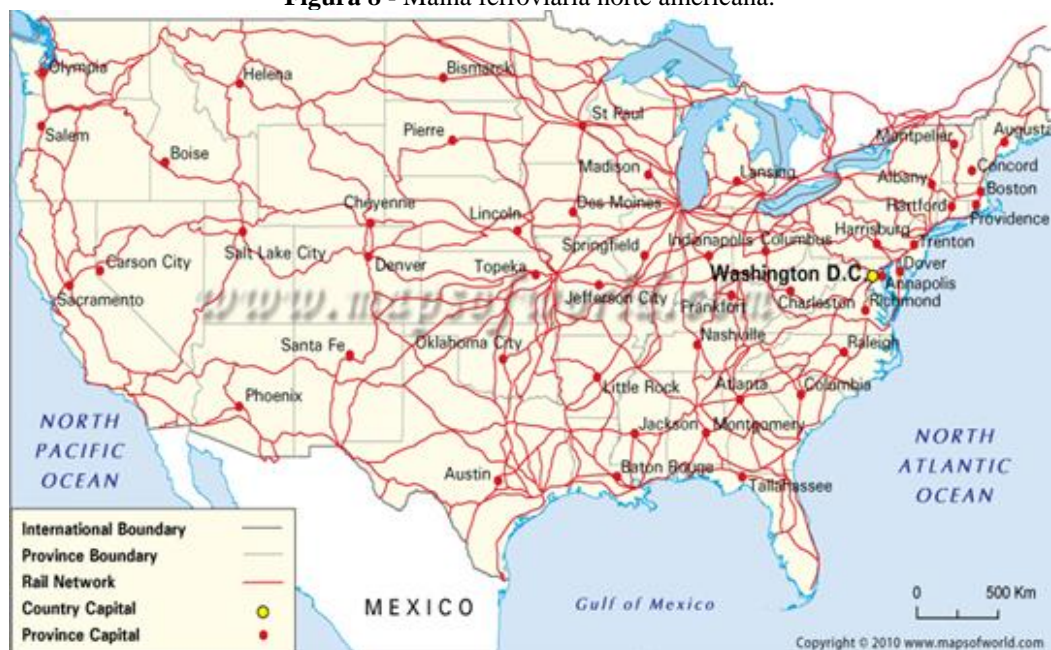 Figura 8 - Malha ferroviária norte americana.
Olympia
Helena
Bismarck
St Paul
Montpelier
Augusta
Salem
Boise
Pierre
Madison
Lansing
Concord
Albany
Boston
Hartford
Providence
Cheyenne
Lincoln
Des Moines
Salt Lake City
Springfield
Indianapolis
Columbus
Harrisburg
Trenton
Carson City
Denver
Topeka
Washington D.C.
Dover
Annapolis
Sacramento
Jefferson City
Frankfort
Charleston
Richmond
www.mapsofworld.com
Santa Fe
Oklahoma City
Nashville
Raleigh
Phoenix
Little Rock
Atlanta
Columbia
Jackson
Montgomery
Austin
Baton Rouge
Tallahassee
NORTH
PACIFIC
OCEAN
NORTH
ATLANTIC
OCEAN
International Boundary
Province Boundary
Rail Network
Country Capital
Province Capital
MEXICO
Gulf of Mexico
0 500 Km
Copyright © 2010 www.mapsofworld.com